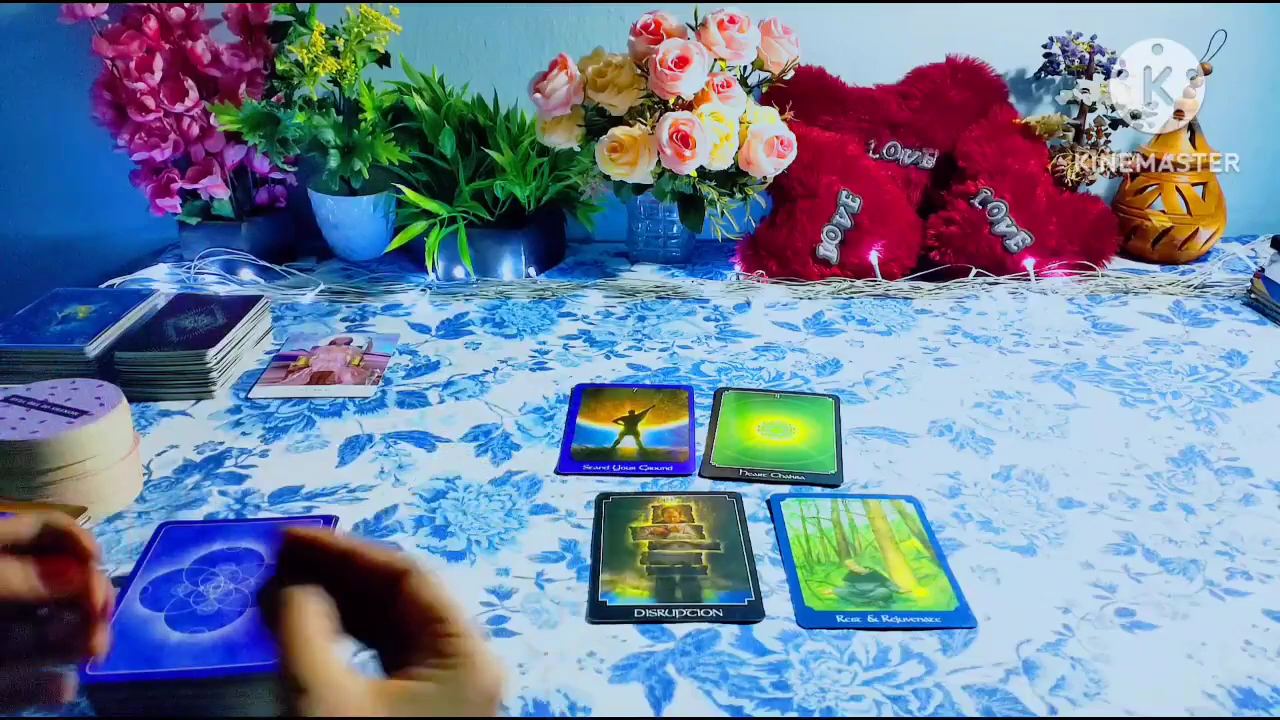 LOVE
LOVE
LOVE
K
KINEMASTER
Stand Your Ground
Heart Chakra
DISRUPTION
Rest & Rejuvenate